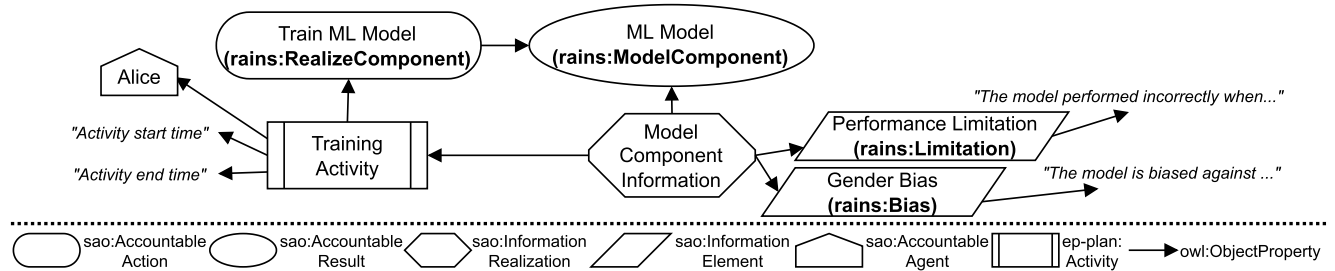 Train ML Model
(rains:RealizeComponent)
ML Model
(rains:ModelComponent)
Alice
"Activity start time"
"Activity end time"
Training
Activity
Model
Component
Information
"The model performed incorrectly when..."
Performance Limitation
(rains:Limitation)
"The model is biased against ..."
Gender Bias
(rains:Bias)
sao:Accountable
Action
sao:Accountable
Result
sao:Information
Realization
sao:Information
Element
sao:Accountable
Agent
ep-plan:
Activity
owl:ObjectProperty